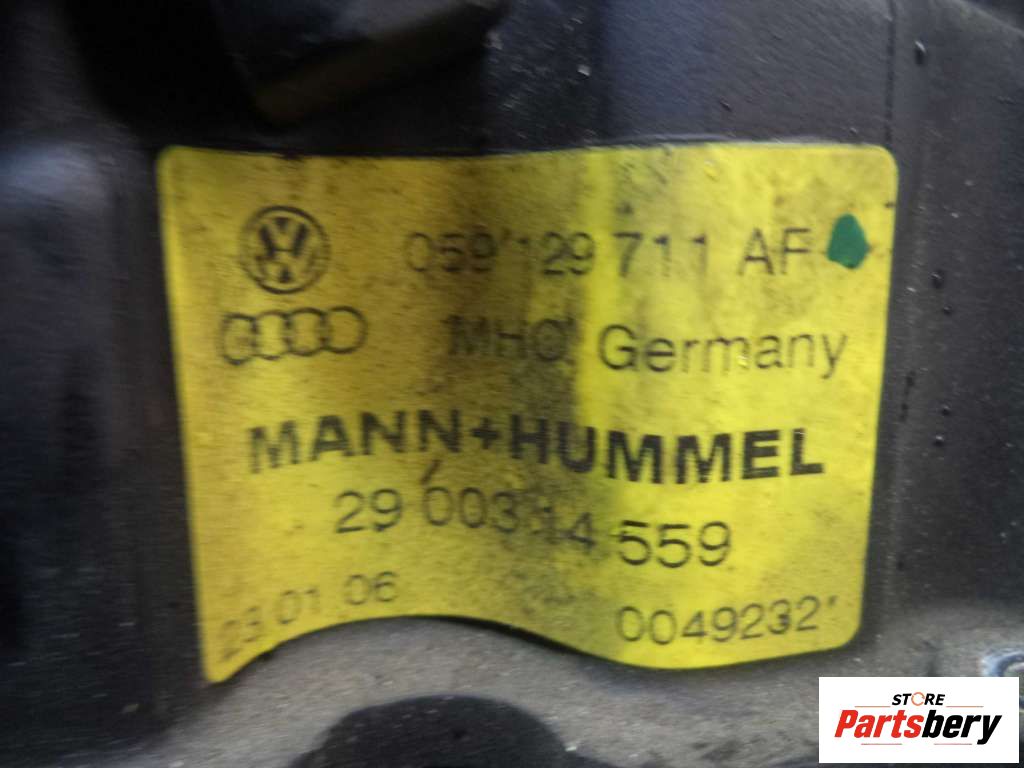 059 129 711 AF
MHC Germany
MANN+HUMMEL
29 00314 559
23 01 06
0049232
STORE
Partsbery